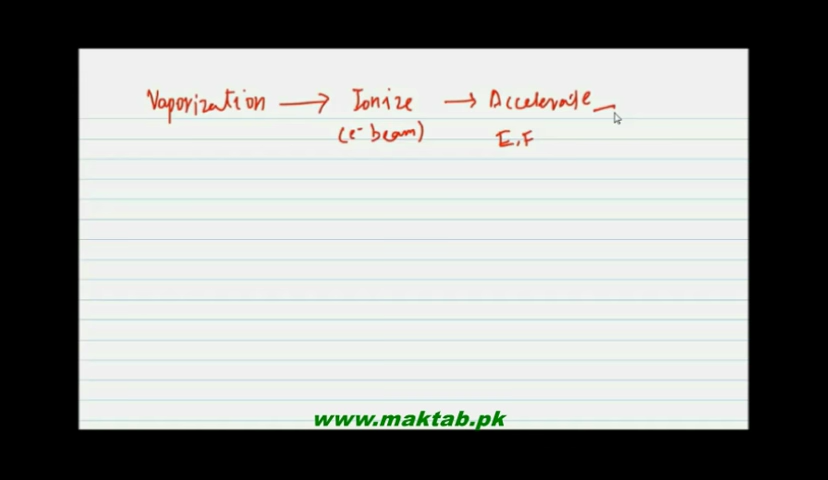 Vaporization → Ionize → Accelerate
(e- beam) E.F
www.maktab.pk